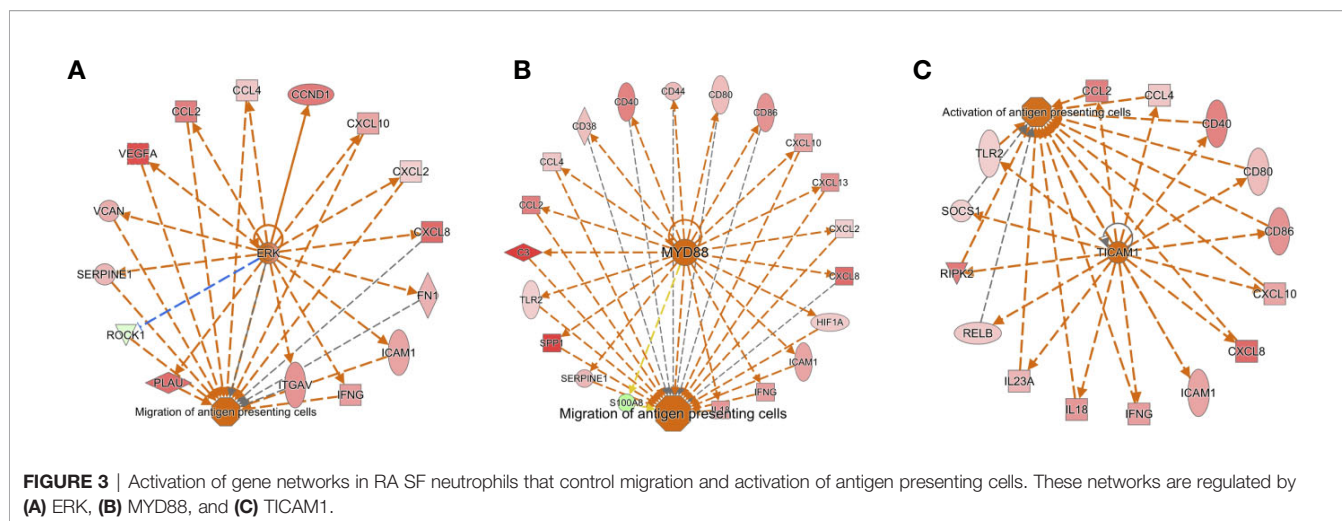 A
CCL4
CCND1
CCL2
CXCL10
VEGFA
CXCL2
VCAN
CXCL8
ERK
SERPINE1
FN1
ROCK1
ICAM1
PLAU
ITGAV
IFNG
Migration of antigen presenting cells
B
CD44
CD80
CD40
CD86
CD38
CXCL10
CCL4
CXCL13
CCL2
CXCL2
C3
MYD88
CXCL8
TLR2
HIF1A
SPP1
ICAM1
SERPINE1
IFNG
S100A8
IL18
Migration of antigen presenting cells
C
CCL2
CCL4
Activation of antigen presenting cells
CD40
TLR2
CD80
SOCS1
CD86
TICAM1
RIPK2
CXCL10
RELB
CXCL8
IL23A
ICAM1
IL18
IFNG
FIGURE 3 | Activation of gene networks in RA SF neutrophils that control migration and activation of antigen presenting cells. These networks are regulated by
(A) ERK, (B) MYD88, and (C) TICAM1.